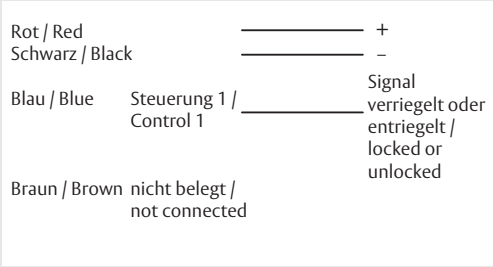 Rot / Red +
Schwarz / Black –
Blau / Blue Steuerung 1 / Control 1 Signal verriegelt oder entriegelt / locked or unlocked
Braun / Brown nicht belegt / not connected